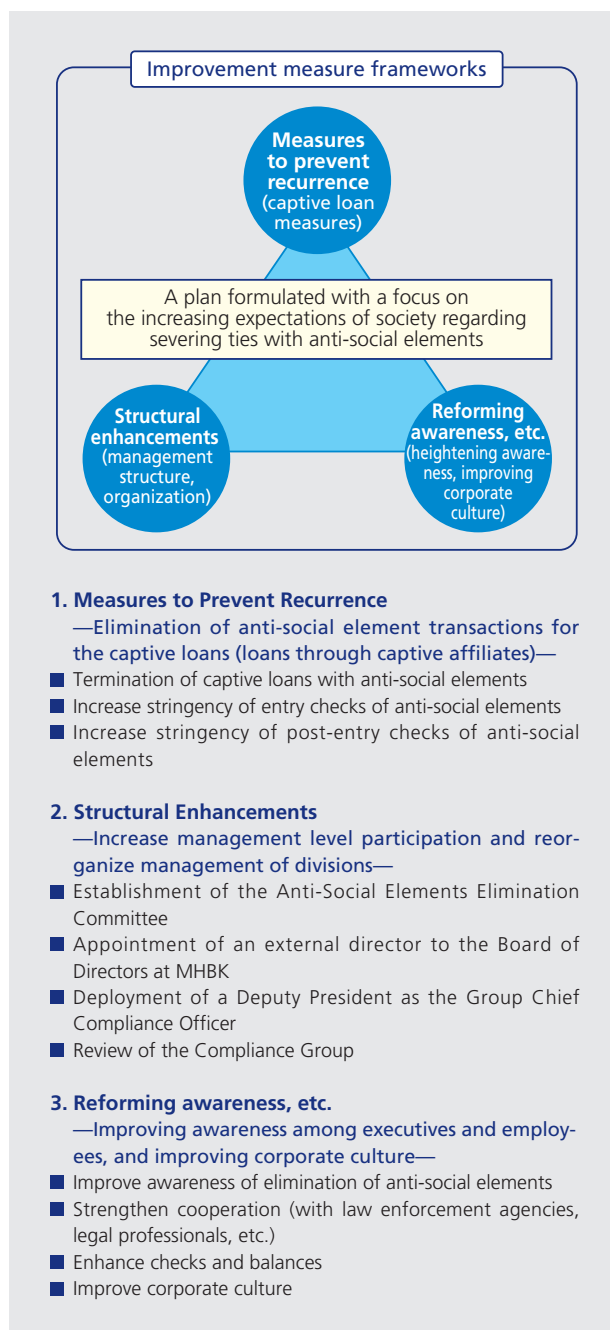 Improvement measure frameworks
Measures
to prevent
recurrence
(captive loan
measures)
A plan formulated with a focus on
the increasing expectations of society regarding
severing ties with anti-social elements
Structural
enhancements
(management
structure,
organization)
Reforming
awareness, etc.
(heightening aware-
ness, improving
corporate
culture)
1. Measures to Prevent Recurrence
—Elimination of anti-social element transactions for
the captive loans (loans through captive affiliates)—
■ Termination of captive loans with anti-social elements
■ Increase stringency of entry checks of anti-social elements
■ Increase stringency of post-entry checks of anti-social
elements
2. Structural Enhancements
—Increase management level participation and reor-
ganize management of divisions—
■ Establishment of the Anti-Social Elements Elimination
Committee
■ Appointment of an external director to the Board of
Directors at MHBK
■ Deployment of a Deputy President as the Group Chief
Compliance Officer
■ Review of the Compliance Group
3. Reforming awareness, etc.
—Improving awareness among executives and employ-
ees, and improving corporate culture—
■ Improve awareness of elimination of anti-social elements
■ Strengthen cooperation (with law enforcement agencies,
legal professionals, etc.)
■ Enhance checks and balances
■ Improve corporate culture